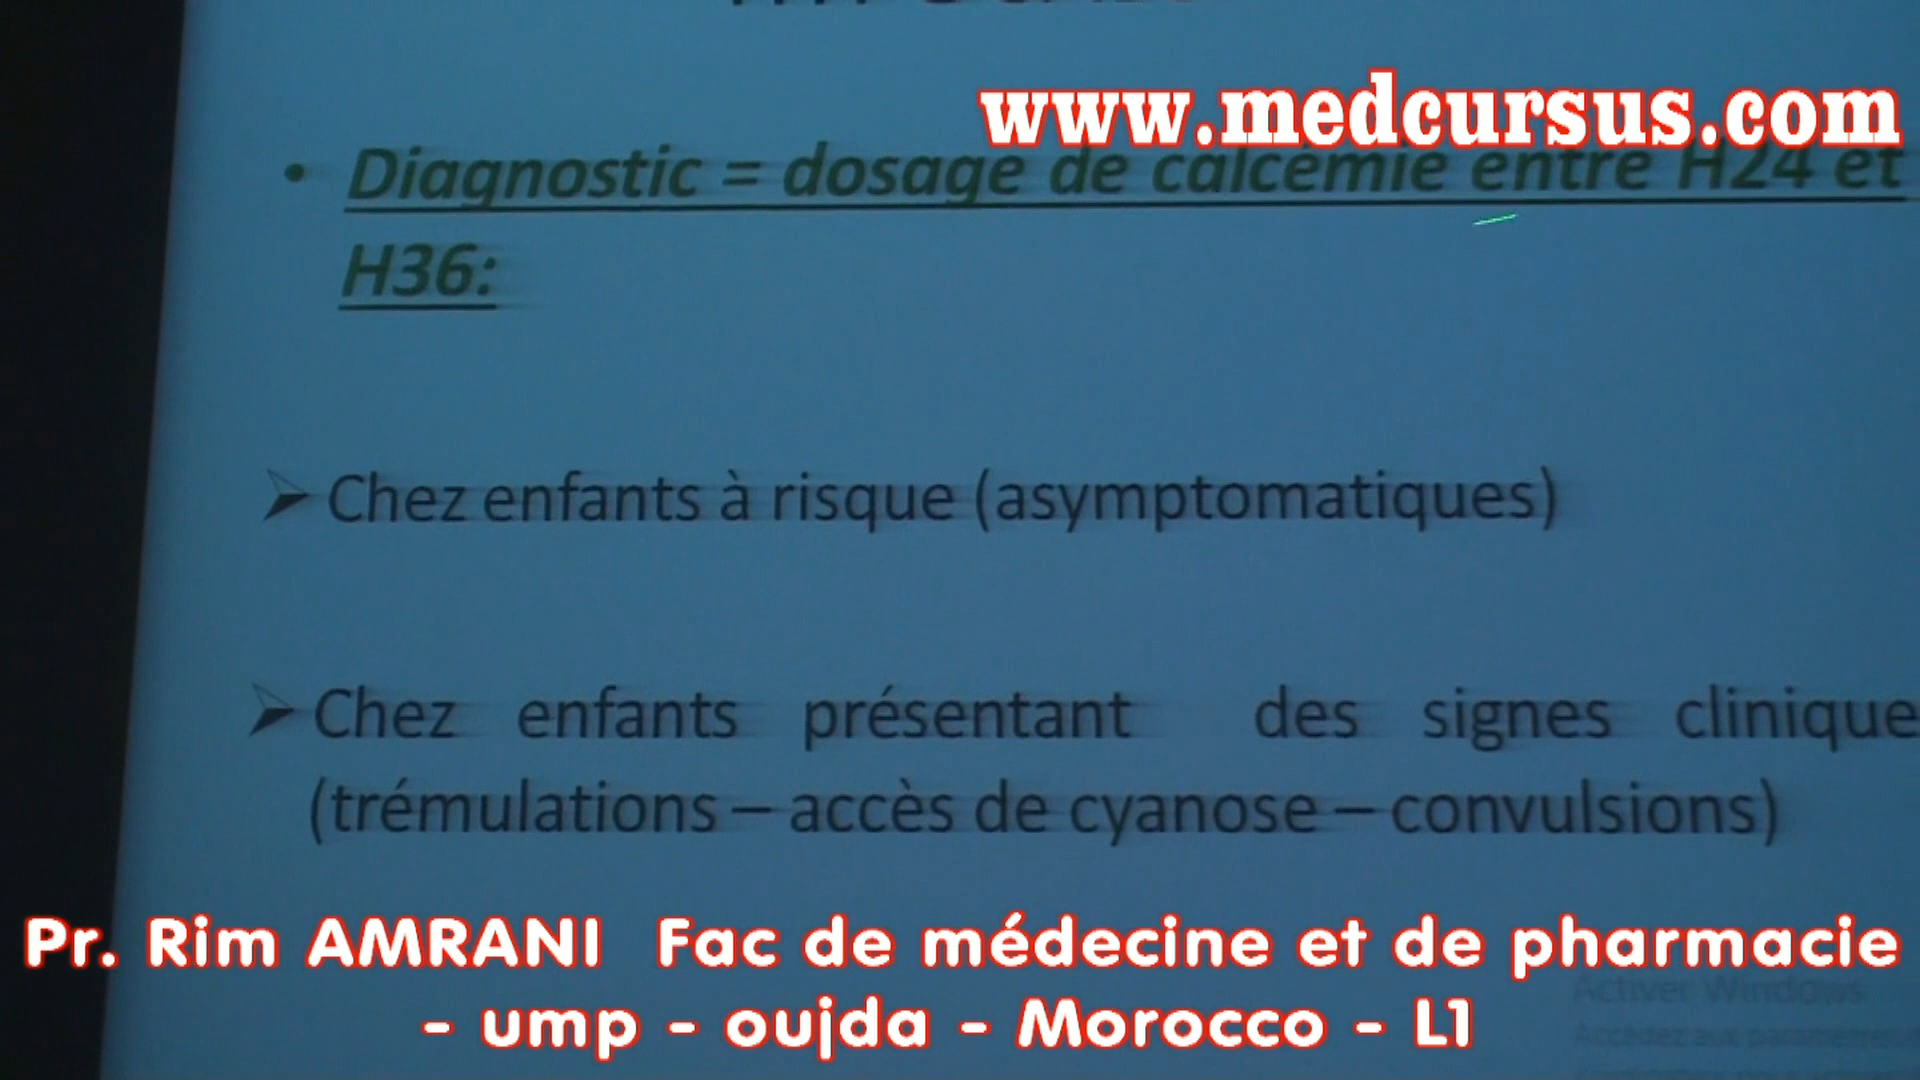 www.medcursus.com
• Diagnostic = dosage de calcémie entre H24 et
H36:
➢ Chez enfants à risque (asymptomatiques)
➢ Chez enfants présentant des signes clinique
(trémulations – accès de cyanose – convulsions)
Pr. Rim AMRANI Fac de médecine et de pharmacie
- ump - oujda - Morocco - L1
Activer Windows